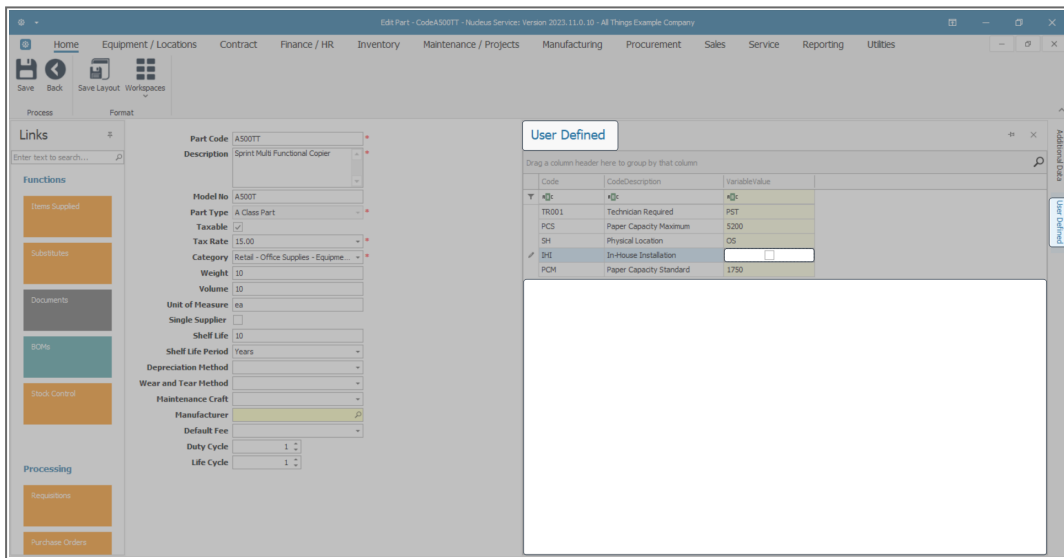 Edit Part - CodeA500TT - Nucleus Service: Version 2023.11.0.10 - All Things Example Company
Home Equipment / Locations Contract Finance / HR Inventory Maintenance / Projects Manufacturing Procurement Sales Service Reporting Utilities
Save Back Save Layout Workspaces
Process Format
Links
Enter text to search...
Functions
Items Supplied
Substitutes
Documents
BOMs
Stock Control
Processing
Requisitions
Purchase Orders
Part Code A500TT *
Description Sprint Multi Functional Copier *
Model No A500T
Part Type A Class Part *
Taxable
Tax Rate 15.00 *
Category Retail - Office Supplies - Equipme... *
Weight 10
Volume 10
Unit of Measure ea
Single Supplier
Shelf Life 10
Shelf Life Period Years
Depreciation Method
Wear and Tear Method
Maintenance Craft
Manufacturer
Default Fee
Duty Cycle 1
Life Cycle 1
User Defined
Drag a column header here to group by that column
Code CodeDescription VariableValue
TR001 Technician Required PST
PCS Paper Capacity Maximum 5200
SH Physical Location OS
IHI In-House Installation
PCM Paper Capacity Standard 1750
Additional Data
User Defined